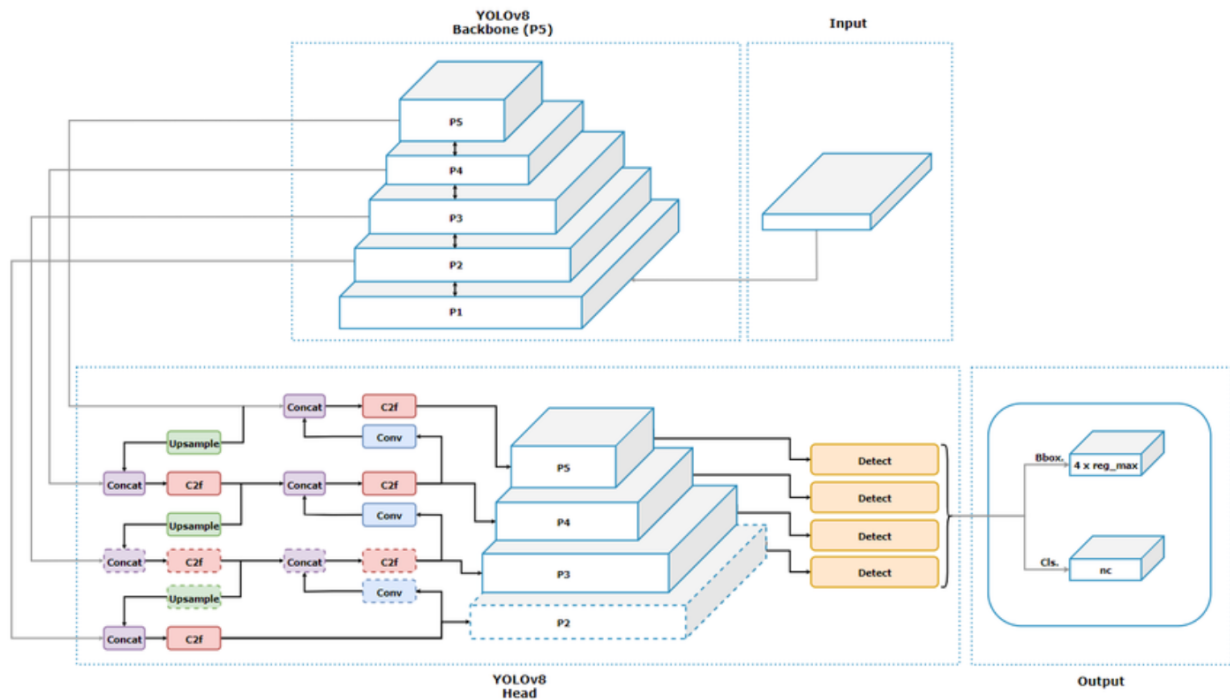 YOLOv8
Backbone (P5)
Input
P5
P4
P3
P2
P1
Concat
C2f
Upsample
Conv
Concat
C2f
Concat
C2f
P5
Detect
Bbox.
4 x reg_max
Upsample
Conv
P4
Detect
Concat
C2f
Concat
C2f
P3
Detect
Cls.
nc
Upsample
Conv
Detect
Concat
C2f
P2
YOLOv8
Head
Output